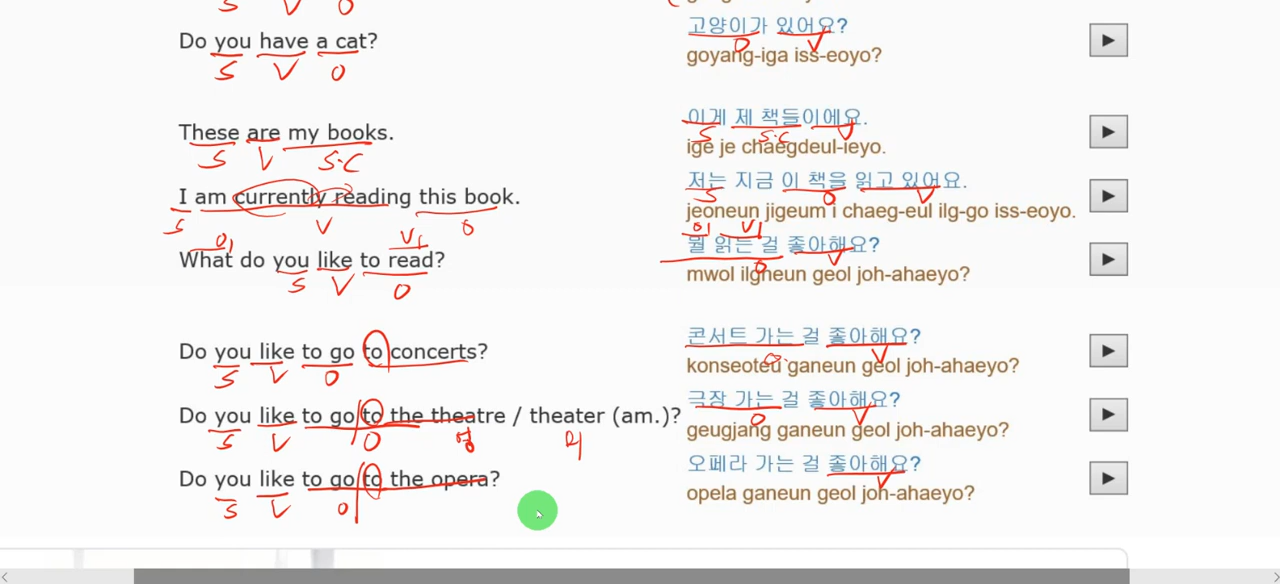 Do you have a cat?
고양이가 있어요?
S V O
O V
goyang-iga iss-eoyo?
These are my books.
이게 제 책들이에요.
S V S·C
S S·C V
ige je chaegdeul-ieyo.
I am currently reading this book.
저는 지금 이 책을 읽고 있어요.
S V O
S O V
jeoneun jigeum i chaeg-eul ilg-go iss-eoyo.
O1 V1
O1 V1
What do you like to read?
뭘 읽는 걸 좋아해요?
S V O
O V
mwol ilgneun geol joh-ahaeyo?
Do you like to go to concerts?
콘서트 가는 걸 좋아해요?
S V O
O V
konseoteu ganeun geol joh-ahaeyo?
Do you like to go to the theatre / theater (am.)?
극장 가는 걸 좋아해요?
S V O 영 미
O V
geugjang ganeun geol joh-ahaeyo?
Do you like to go to the opera?
오페라 가는 걸 좋아해요?
S V O
V
opela ganeun geol joh-ahaeyo?